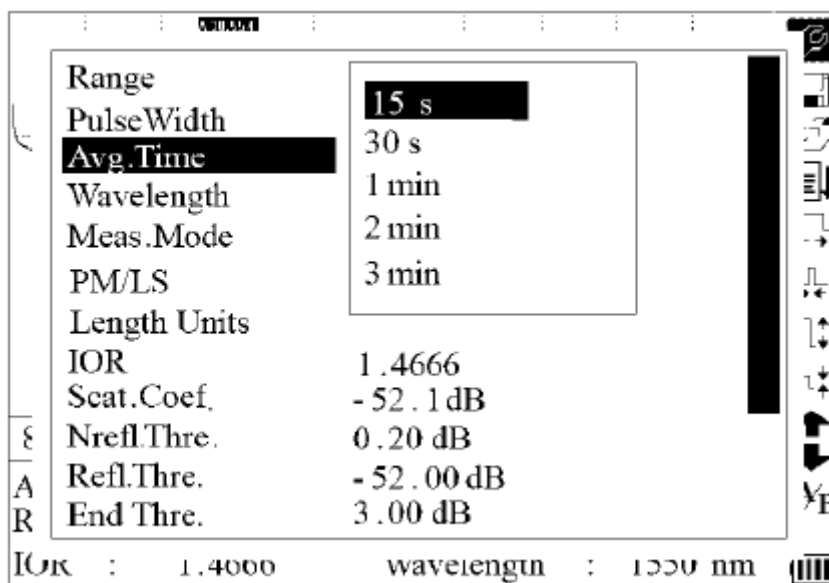 Range
PulseWidth
Avg.Time
Wavelength
Meas.Mode
PM/LS
Length Units
15 s
30 s
1 min
2 min
3 min
IOR 1.4666
Scat.Coef. -52.1dB
Nrefl.Thre. 0.20 dB
Refl.Thre. -52.00 dB
End Thre. 3.00 dB
A
R
IOR : 1.4666 wavelength : 1550 nm